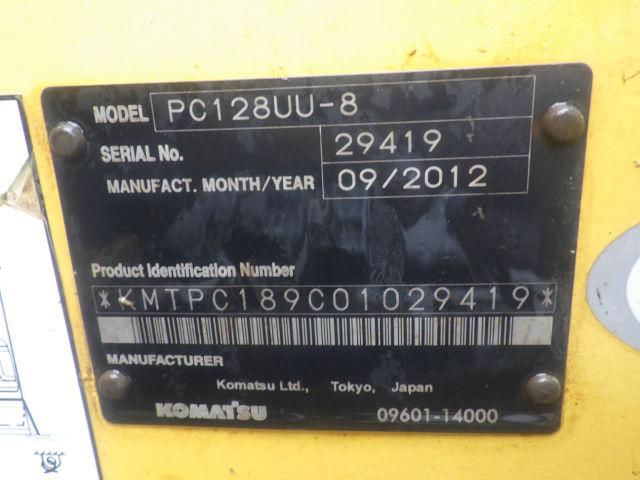 MODEL PC128UU-8
SERIAL No. 29419
MANUFACT. MONTH/YEAR 09/2012
Product Identification Number
*KMTPC189C01029419*
MANUFACTURER
Komatsu Ltd., Tokyo, Japan
KOMATSU 09601-14000